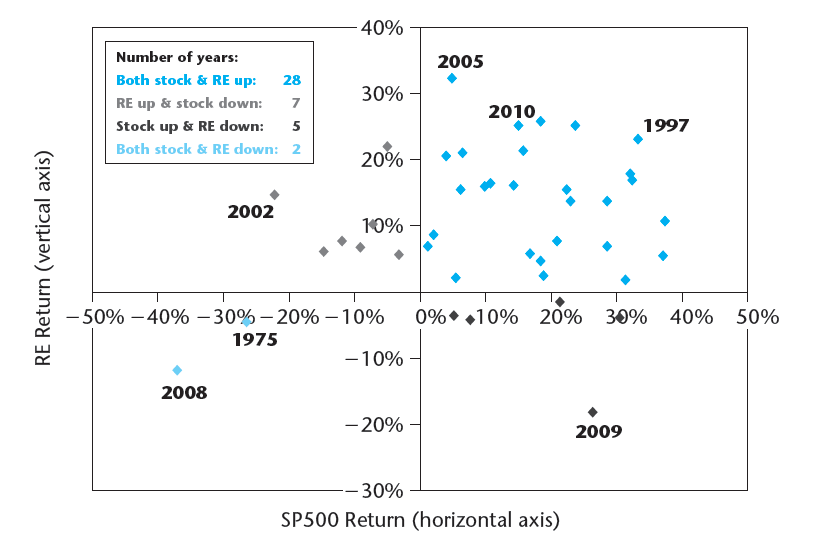 40%
Number of years:
Both stock & RE up: 28
RE up & stock down: 7
Stock up & RE down: 5
Both stock & RE down: 2
2005
30%
2010
1997
20%
2002
10%
RE Return (vertical axis)
−50% −40% −30% −20% −10% 0% 10% 20% 30% 40% 50%
1975
−10%
2008
−20%
2009
−30%
SP500 Return (horizontal axis)